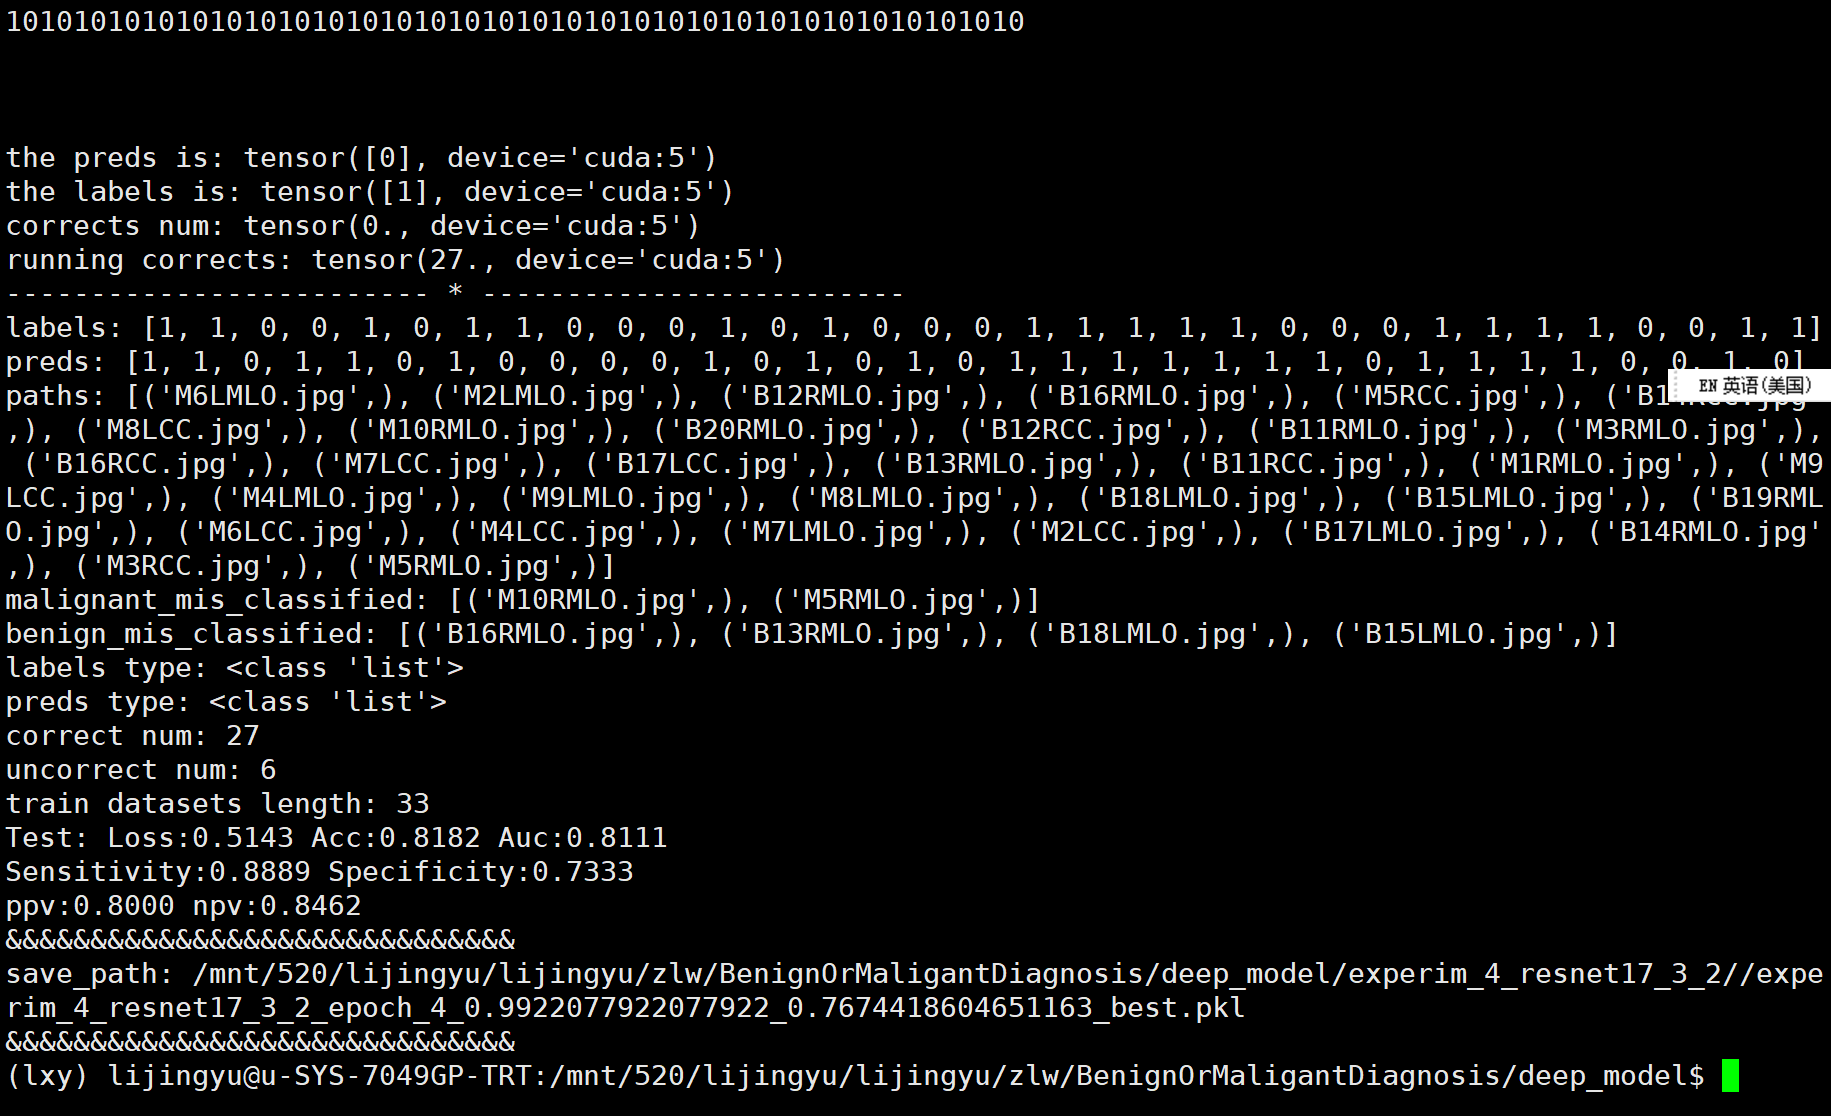 101010101010101010101010101010101010101010101010101010101010
the preds is: tensor([0], device='cuda:5')
the labels is: tensor([1], device='cuda:5')
corrects num: tensor(0., device='cuda:5')
running corrects: tensor(27., device='cuda:5')
------------------------- * -------------------------
labels: [1, 1, 0, 0, 1, 0, 1, 1, 0, 0, 0, 1, 0, 1, 0, 0, 0, 1, 1, 1, 1, 1, 0, 0, 0, 1, 1, 1, 1, 0, 0, 1, 1]
preds: [1, 1, 0, 1, 1, 0, 1, 0, 0, 0, 0, 1, 0, 1, 0, 1, 0, 1, 1, 1, 1, 1, 1, 1, 0, 1, 1, 1, 1, 0, 0, 1, 0]
EN 英语(美国)
paths: [('M6LMLO.jpg',), ('M2LMLO.jpg',), ('B12RMLO.jpg',), ('B16RMLO.jpg',), ('M5RCC.jpg',), ('B14RCC.jpg'
,), ('M8LCC.jpg',), ('M10RMLO.jpg',), ('B20RMLO.jpg',), ('B12RCC.jpg',), ('B11RMLO.jpg',), ('M3RMLO.jpg',),
('B16RCC.jpg',), ('M7LCC.jpg',), ('B17LCC.jpg',), ('B13RMLO.jpg',), ('B11RCC.jpg',), ('M1RMLO.jpg',), ('M9
LCC.jpg',), ('M4LMLO.jpg',), ('M9LMLO.jpg',), ('M8LMLO.jpg',), ('B18LMLO.jpg',), ('B15LMLO.jpg',), ('B19RML
O.jpg',), ('M6LCC.jpg',), ('M4LCC.jpg',), ('M7LMLO.jpg',), ('M2LCC.jpg',), ('B17LMLO.jpg',), ('B14RMLO.jpg'
,), ('M3RCC.jpg',), ('M5RMLO.jpg',)]
malignant_mis_classified: [('M10RMLO.jpg',), ('M5RMLO.jpg',)]
benign_mis_classified: [('B16RMLO.jpg',), ('B13RMLO.jpg',), ('B18LMLO.jpg',), ('B15LMLO.jpg',)]
labels type: <class 'list'>
preds type: <class 'list'>
correct num: 27
uncorrect num: 6
train datasets length: 33
Test: Loss:0.5143 Acc:0.8182 Auc:0.8111
Sensitivity:0.8889 Specificity:0.7333
ppv:0.8000 npv:0.8462
&&&&&&&&&&&&&&&&&&&&&&&&&&&&&&
save_path: /mnt/520/lijingyu/lijingyu/zlw/BenignOrMaligantDiagnosis/deep_model/experim_4_resnet17_3_2//expe
rim_4_resnet17_3_2_epoch_4_0.9922077922077922_0.7674418604651163_best.pkl
&&&&&&&&&&&&&&&&&&&&&&&&&&&&&&
(lxy) lijingyu@u-SYS-7049GP-TRT:/mnt/520/lijingyu/lijingyu/zlw/BenignOrMaligantDiagnosis/deep_model$